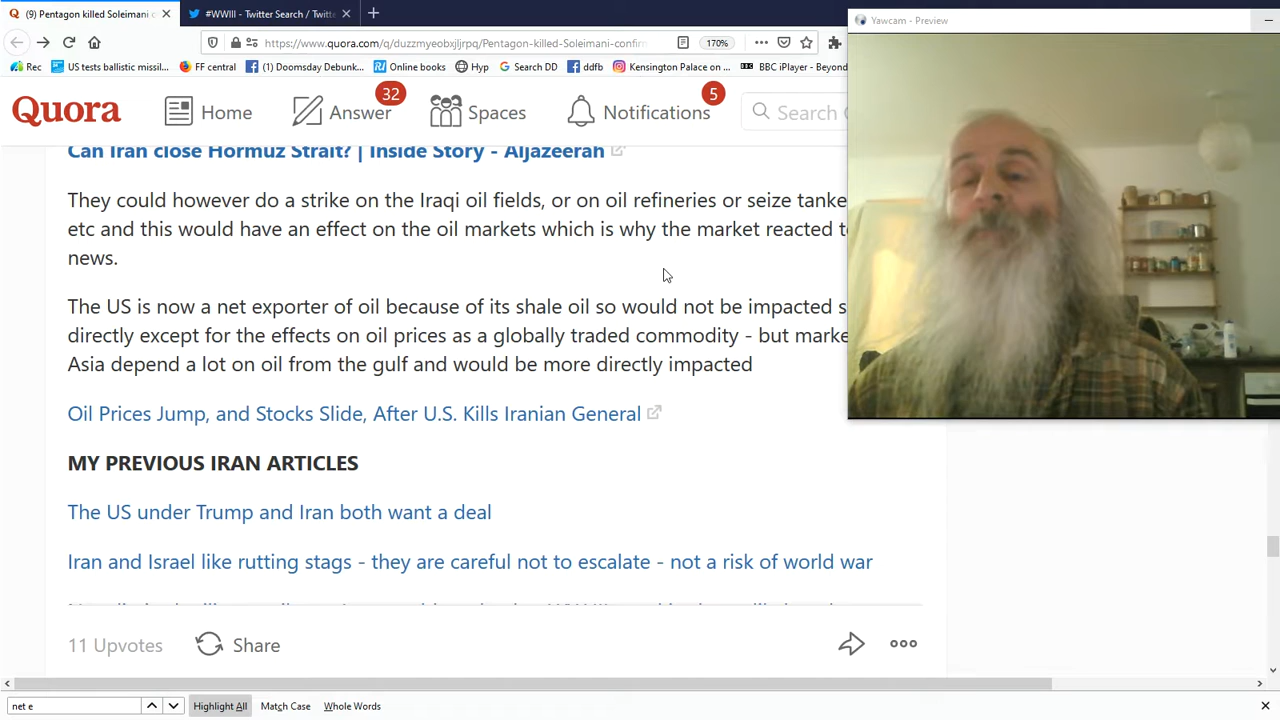 (9) Pentagon killed Soleimani -
#WWIII - Twitter Search / Twitte
Yawcam - Preview
https://www.quora.com/q/duzzmyeobxjljrpq/Pentagon-killed-Soleimani-confirm
170%
Rec
US tests ballistic missil...
FF central
(1) Doomsday Debunk...
Online books
Hyp
Search DD
ddfb
Kensington Palace on ...
BBC iPlayer - Beyond
Quora
Home
32
Answer
Spaces
5
Notifications
Search
Can Iran close Hormuz Strait? | Inside Story - Aljazeerah
They could however do a strike on the Iraqi oil fields, or on oil refineries or seize tanke
etc and this would have an effect on the oil markets which is why the market reacted t
news.
The US is now a net exporter of oil because of its shale oil so would not be impacted s
directly except for the effects on oil prices as a globally traded commodity - but marke
Asia depend a lot on oil from the gulf and would be more directly impacted
Oil Prices Jump, and Stocks Slide, After U.S. Kills Iranian General
MY PREVIOUS IRAN ARTICLES
The US under Trump and Iran both want a deal
Iran and Israel like rutting stags - they are careful not to escalate - not a risk of world war
11 Upvotes
Share
net e
Highlight All
Match Case
Whole Words